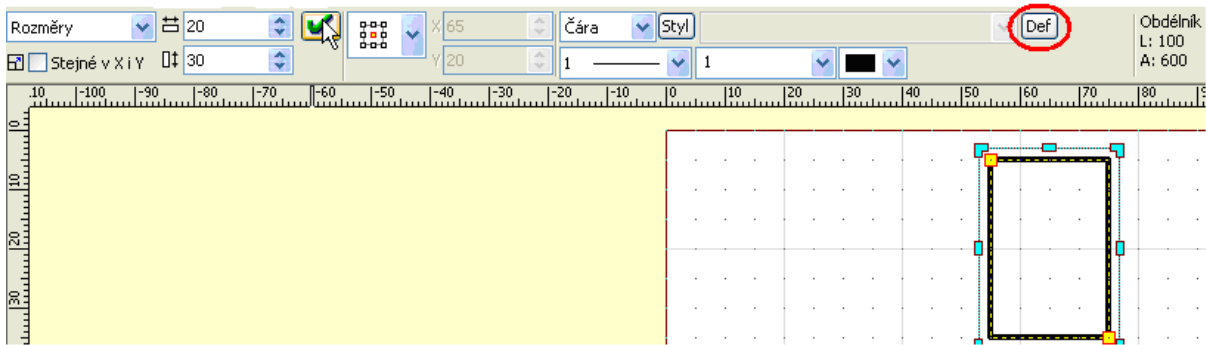 Rozměry 20 X 65 Čára Styl Def Obdélník
L: 100
Stejné v X i Y 30 Y 20 1 1 A: 600
10 -100 -90 -80 -70 -60 -50 -40 -30 -20 -10 0 10 20 30 40 50 60 70 80 9
0
10
20
30